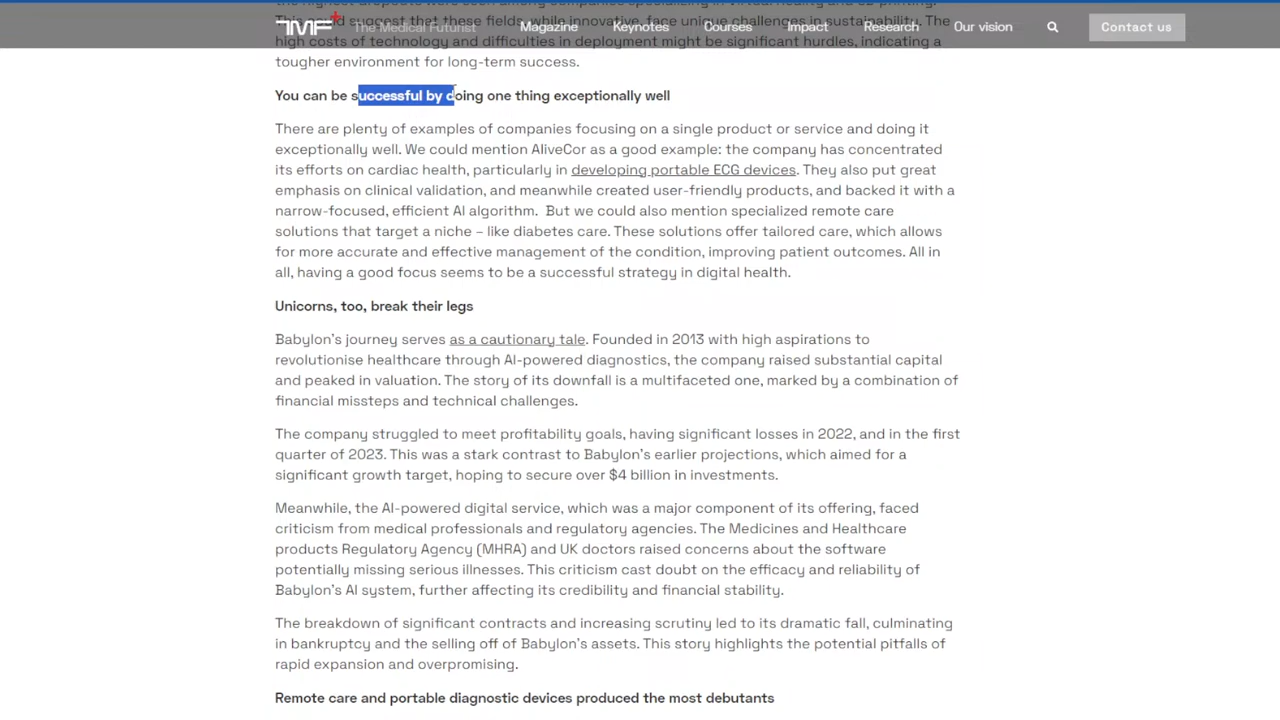 TMF The Medical Futurist Magazine Keynotes Courses Impact Research Our vision Contact us
This could suggest that these fields, while innovative, face unique challenges in sustainability. The
high costs of technology and difficulties in deployment might be significant hurdles, indicating a
tougher environment for long-term success.
You can be successful by doing one thing exceptionally well
There are plenty of examples of companies focusing on a single product or service and doing it
exceptionally well. We could mention AliveCor as a good example: the company has concentrated
its efforts on cardiac health, particularly in developing portable ECG devices. They also put great
emphasis on clinical validation, and meanwhile created user-friendly products, and backed it with a
narrow-focused, efficient AI algorithm. But we could also mention specialized remote care
solutions that target a niche – like diabetes care. These solutions offer tailored care, which allows
for more accurate and effective management of the condition, improving patient outcomes. All in
all, having a good focus seems to be a successful strategy in digital health.
Unicorns, too, break their legs
Babylon's journey serves as a cautionary tale. Founded in 2013 with high aspirations to
revolutionise healthcare through AI-powered diagnostics, the company raised substantial capital
and peaked in valuation. The story of its downfall is a multifaceted one, marked by a combination of
financial missteps and technical challenges.
The company struggled to meet profitability goals, having significant losses in 2022, and in the first
quarter of 2023. This was a stark contrast to Babylon's earlier projections, which aimed for a
significant growth target, hoping to secure over $4 billion in investments.
Meanwhile, the AI-powered digital service, which was a major component of its offering, faced
criticism from medical professionals and regulatory agencies. The Medicines and Healthcare
products Regulatory Agency (MHRA) and UK doctors raised concerns about the software
potentially missing serious illnesses. This criticism cast doubt on the efficacy and reliability of
Babylon's AI system, further affecting its credibility and financial stability.
The breakdown of significant contracts and increasing scrutiny led to its dramatic fall, culminating
in bankruptcy and the selling off of Babylon's assets. This story highlights the potential pitfalls of
rapid expansion and overpromising.
Remote care and portable diagnostic devices produced the most debutants